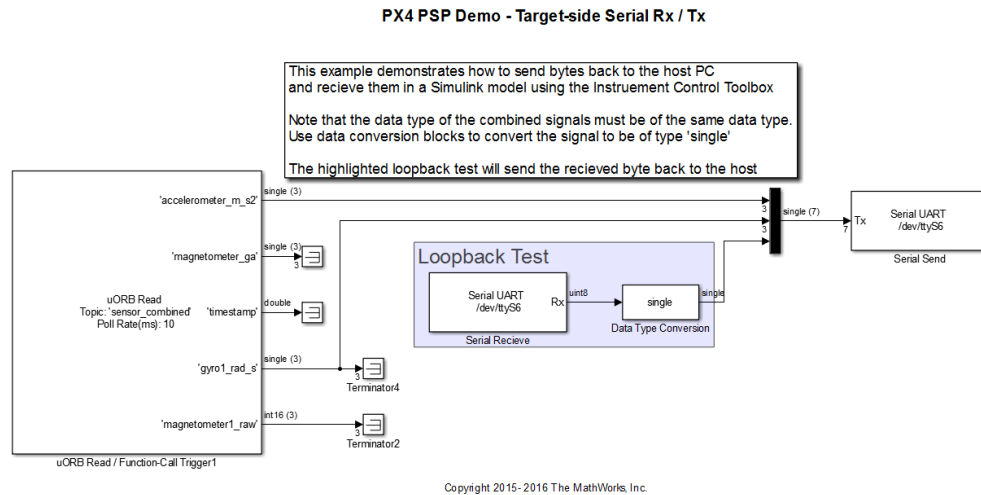 PX4 PSP Demo - Target-side Serial Rx / Tx
This example demonstrates how to send bytes back to the host PC
and recieve them in a Simulink model using the Instruement Control Toolbox
Note that the data type of the combined signals must be of the same data type.
Use data conversion blocks to convert the signal to be of type 'single'
The highlighted loopback test will send the recieved byte back to the host
'accelerometer_m_s2'
single (3)
3
single (7)
7
Tx
Serial UART
/dev/ttyS6
Serial Send
'magnetometer_ga'
single (3)
3
3
Loopback Test
Serial UART
/dev/ttyS6
Rx
Serial Recieve
uint8
single
Data Type Conversion
single
uORB Read
Topic: 'sensor_combined'
Poll Rate(ms): 10
'timestamp'
double
'gyro1_rad_s'
single (3)
3
Terminator4
'magnetometer1_raw'
int16 (3)
3
Terminator2
uORB Read / Function-Call Trigger1
Copyright 2015-2016 The MathWorks, Inc.